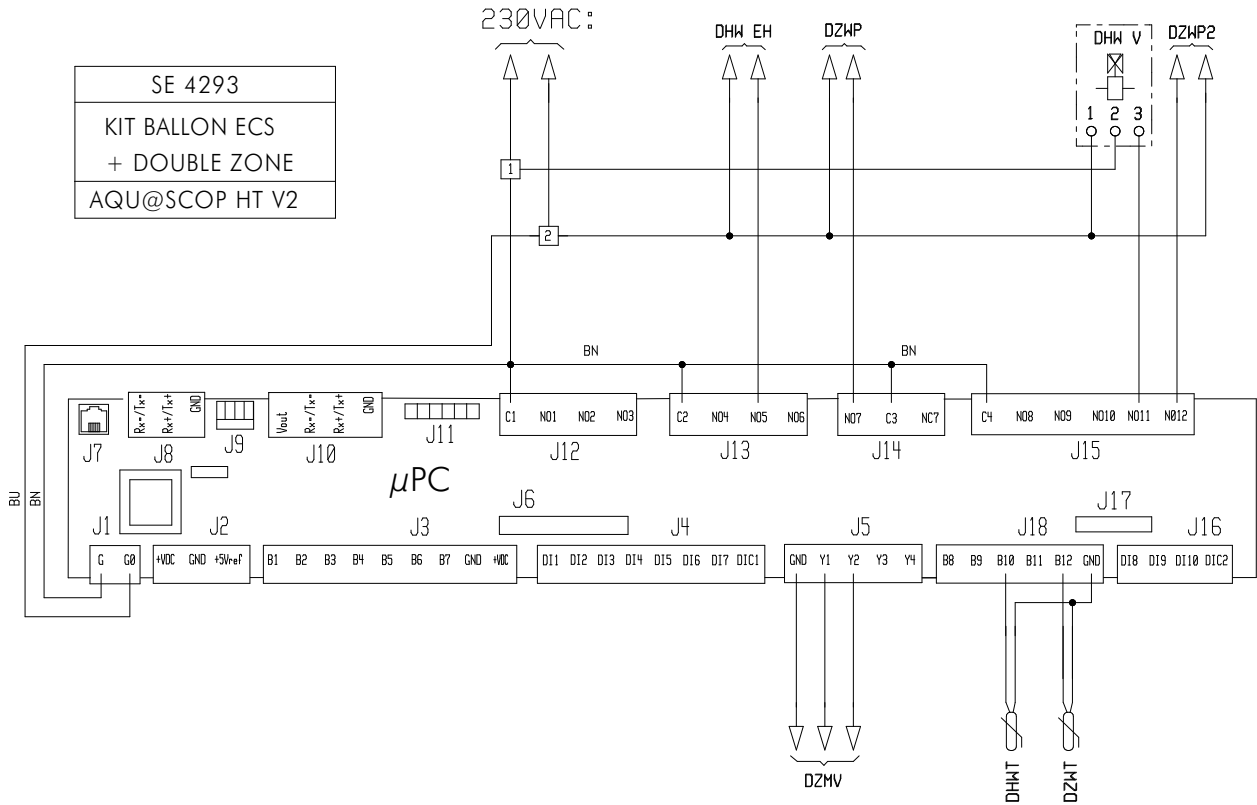 230VAC:
DHW EH
DZWP
DHW V
DZWP2
SE 4293
KIT BALLON ECS
+ DOUBLE ZONE
AQU@SCOP HT V2
1 2 3
1
2
BN
BN
Rx-/Tx-
Rx+/Tx+
GND
Vout
Rx-/Tx-
Rx+/Tx+
GND
C1 NO1 NO2 NO3
C2 NO4 NO5 NO6
NO7 C3 NC7
C4 NO8 NO9 NO10 NO11 NO12
J7 J8 J9 J10 J11 J12 J13 J14 J15
µPC
BU
BN
J1 J2 J3 J6 J4 J5 J18 J17 J16
G G0
+VDC GND +5Vref
B1 B2 B3 B4 B5 B6 B7 GND +VDC
DI1 DI2 DI3 DI4 DI5 DI6 DI7 DIC1
GND Y1 Y2 Y3 Y4
B8 B9 B10 B11 B12 GND
DI8 DI9 DI10 DIC2
DZMV
DHWT
DZWT